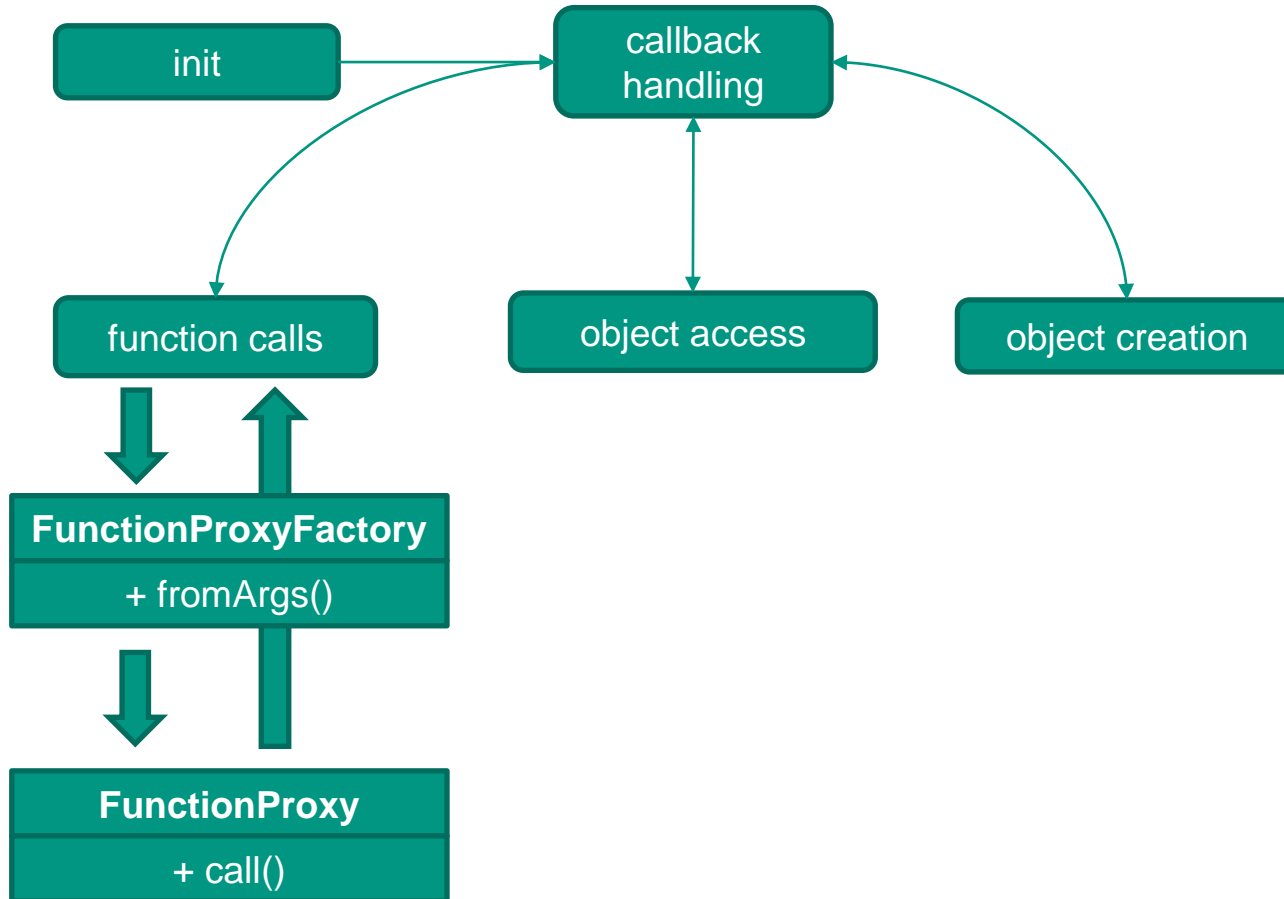 init
callback
handling
function calls
object access
object creation
FunctionProxyFactory
+ fromArgs()
FunctionProxy
+ call()